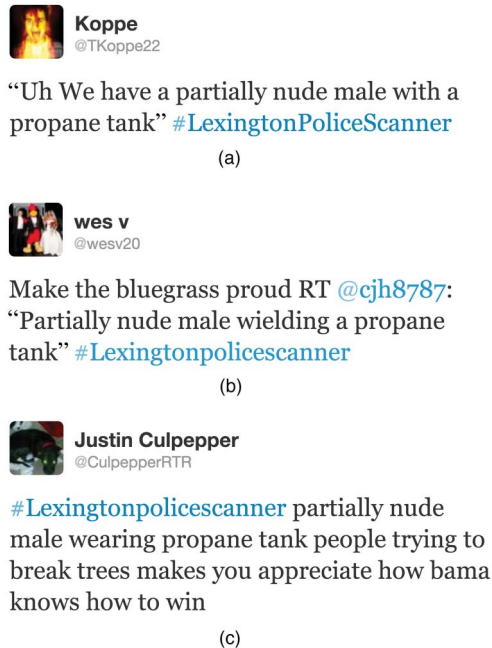 Koppe
@TKoppe22
“Uh We have a partially nude male with a
propane tank” #LexingtonPoliceScanner
(a)
wes v
@wesv20
Make the bluegrass proud RT @cjh8787:
“Partially nude male wielding a propane
tank” #Lexingtonpolicescanner
(b)
Justin Culpepper
@CulpepperRTR
#Lexingtonpolicescanner partially nude
male wearing propane tank people trying to
break trees makes you appreciate how bama
knows how to win
(c)